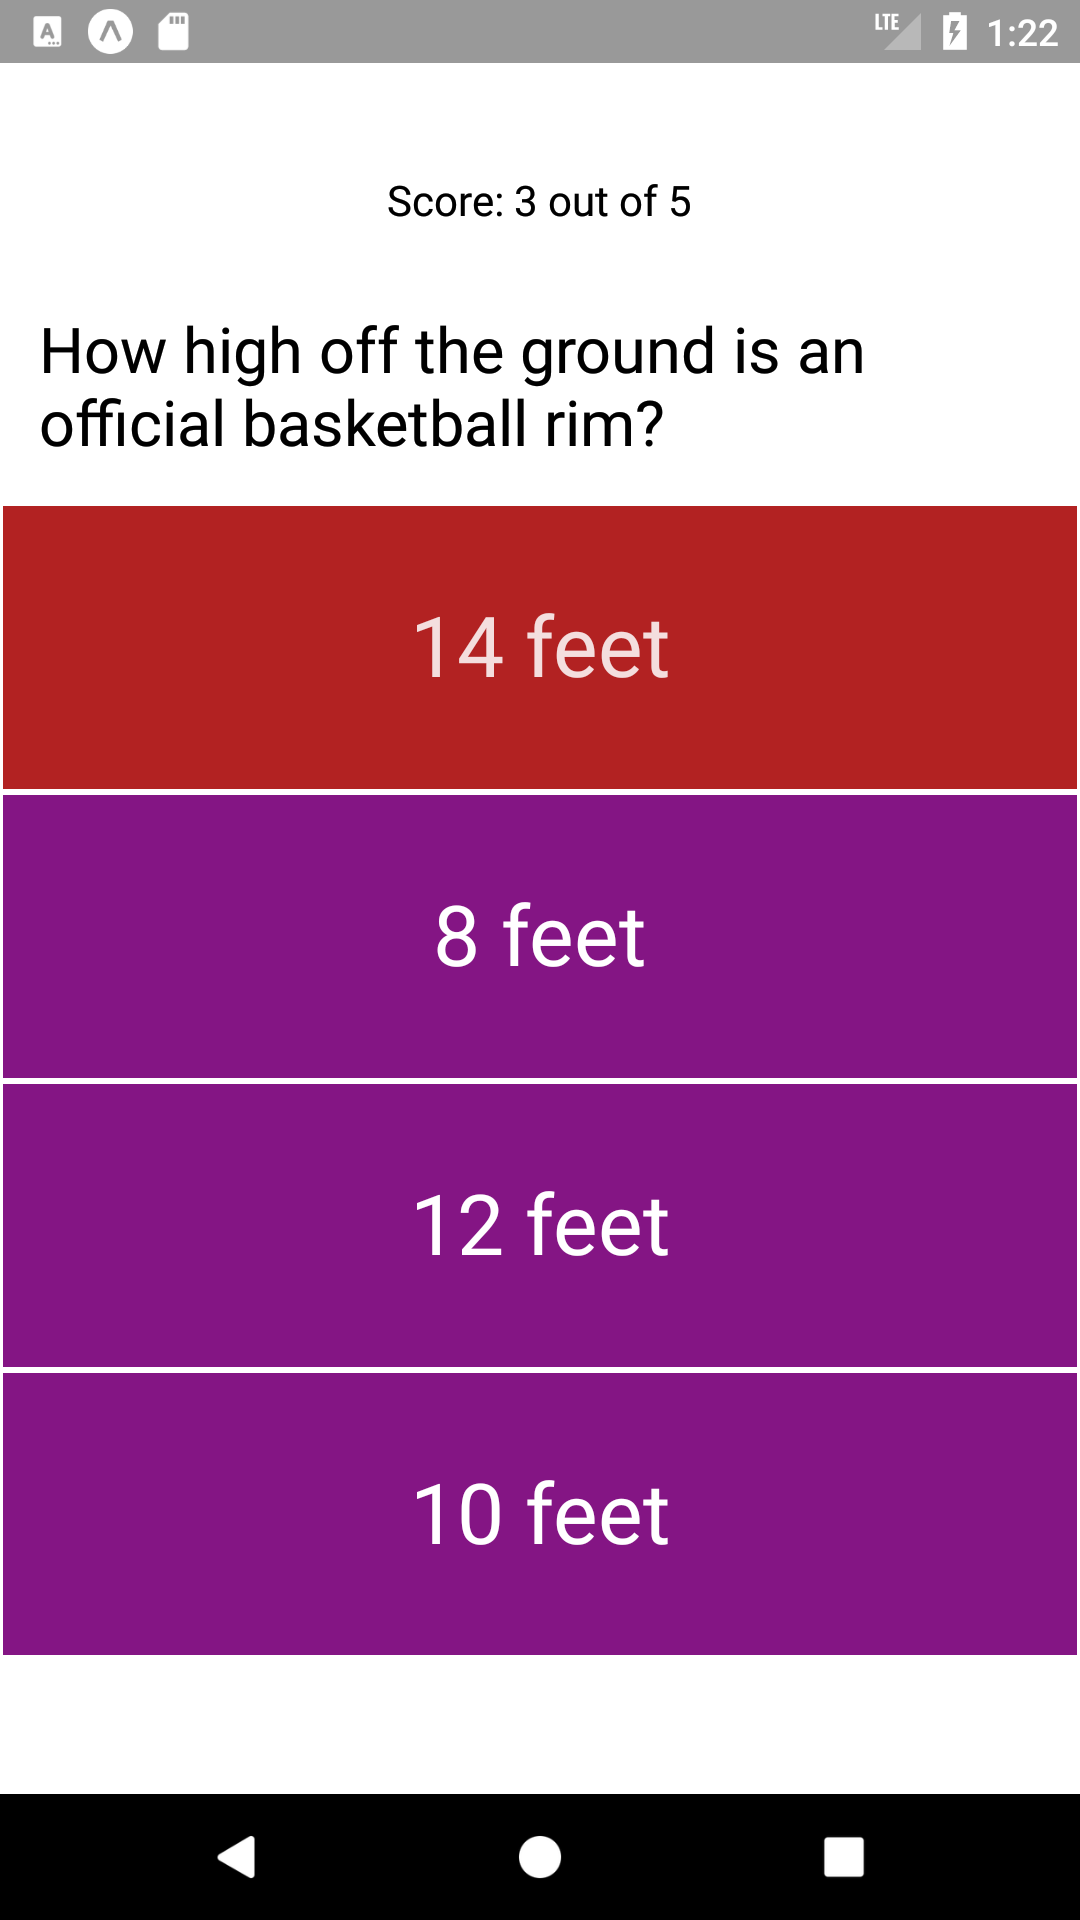 LTE 1:22
Score: 3 out of 5
How high off the ground is an
official basketball rim?
14 feet
8 feet
12 feet
10 feet